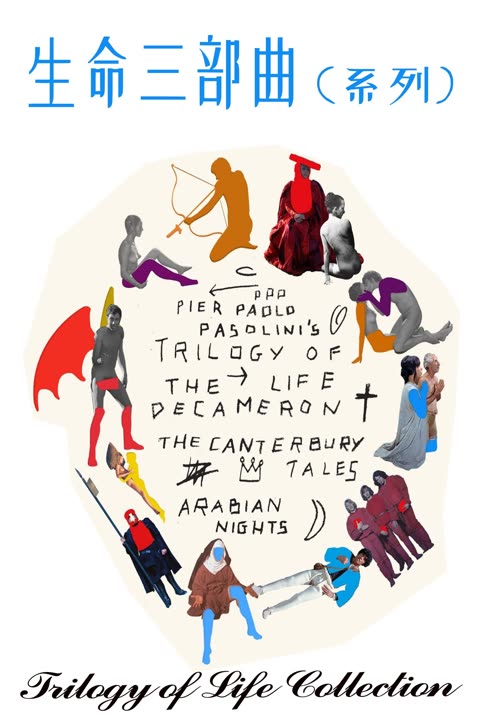 生命三部曲（系列）
PPP
PIER PAOLO
PASOLINI'S
TRILOGY OF
THE LIFE
DECAMERON
THE CANTERBURY
TALES
ARABIAN
NIGHTS
Trilogy of Life Collection